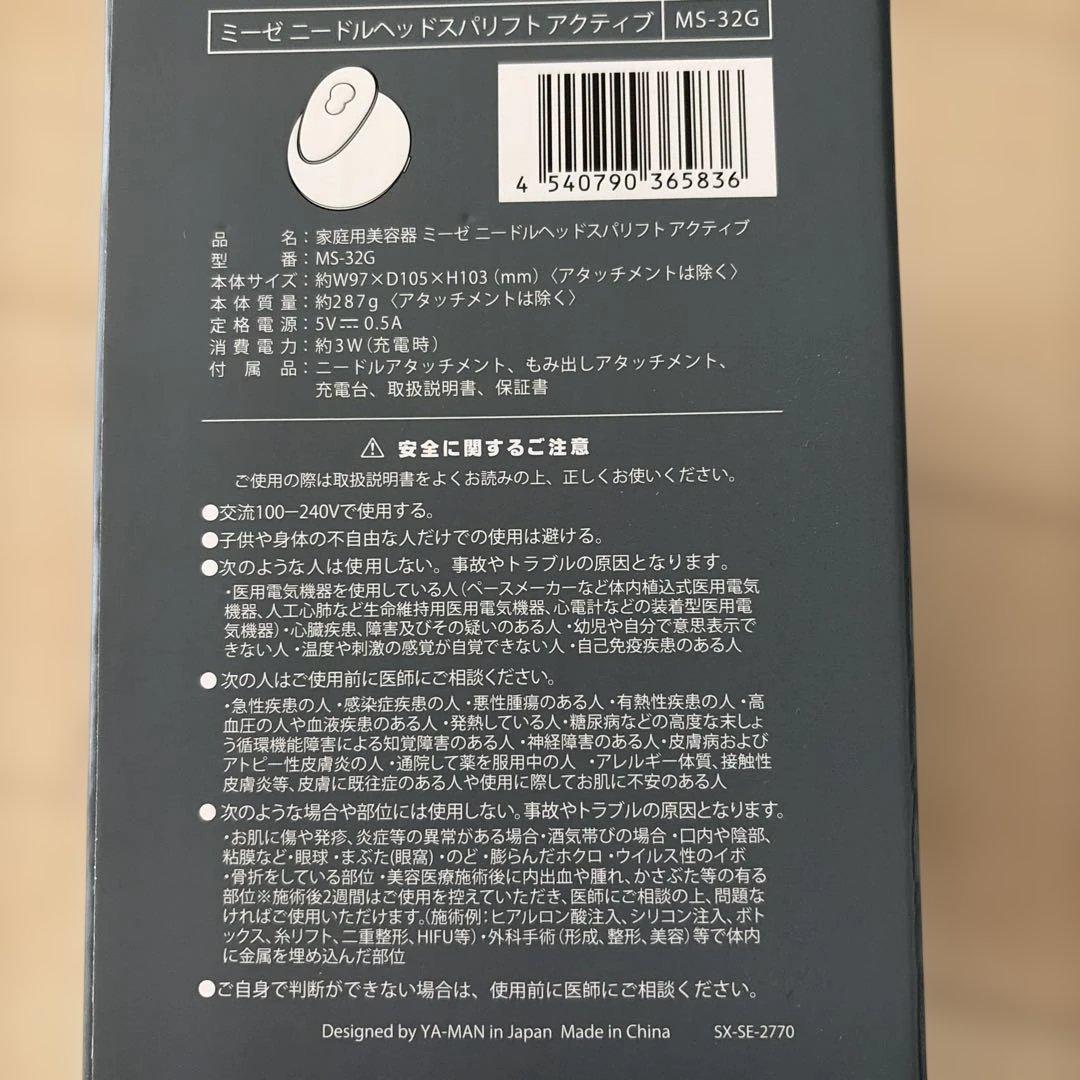 ミーゼ ニードルヘッドスパリフト アクティブ MS-32G
4 540790 365836
品名：家庭用美容器 ミーゼ ニードルヘッドスパリフト アクティブ
型番：MS-32G
本体サイズ：約W97×D105×H103（mm）〈アタッチメントは除く〉
本体質量：約287g〈アタッチメントは除く〉
定格電源：5V⎓0.5A
消費電力：約3W（充電時）
付属品：ニードルアタッチメント、もみ出しアタッチメント、
充電台、取扱説明書、保証書
⚠ 安全に関するご注意
ご使用の際は取扱説明書をよくお読みの上、正しくお使いください。
●交流100－240Vで使用する。
●子供や身体の不自由な人だけでの使用は避ける。
●次のような人は使用しない。事故やトラブルの原因となります。
・医用電気機器を使用している人（ペースメーカーなど体内植込式医用電気
機器、人工心肺など生命維持用医用電気機器、心電計などの装着型医用電
気機器）・心臓疾患、障害及びその疑いのある人・幼児や自分で意思表示で
きない人・温度や刺激の感覚が自覚できない人・自己免疫疾患のある人
●次の人はご使用前に医師にご相談ください。
・急性疾患の人・感染症疾患の人・悪性腫瘍のある人・有熱性疾患の人・高
血圧の人や血液疾患のある人・発熱している人・糖尿病などの高度な末しょ
う循環機能障害による知覚障害のある人・神経障害のある人・皮膚病および
アトピー性皮膚炎の人・通院して薬を服用中の人 ・アレルギー体質、接触性
皮膚炎等、皮膚に既往症のある人や使用に際してお肌に不安のある人
●次のような場合や部位には使用しない。事故やトラブルの原因となります。
・お肌に傷や発疹、炎症等の異常がある場合・酒気帯びの場合・口内や陰部、
粘膜など・眼球・まぶた（眼窩）・のど・膨らんだホクロ・ウイルス性のイボ
・骨折をしている部位・美容医療施術後に内出血や腫れ、かさぶた等の有る
部位※施術後2週間はご使用を控えていただき、医師にご相談の上、問題な
ければご使用いただけます。（施術例：ヒアルロン酸注入、シリコン注入、ボト
ックス、糸リフト、二重整形、HIFU等）・外科手術（形成、整形、美容）等で体内
に金属を埋め込んだ部位
●ご自身で判断ができない場合は、使用前に医師にご相談ください。
Designed by YA-MAN in Japan Made in China SX-SE-2770